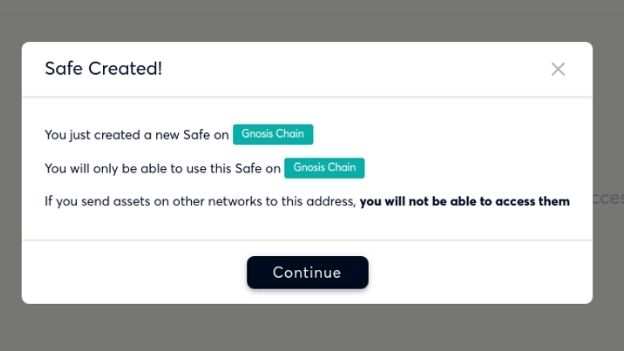 Safe Created!
You just created a new Safe on Gnosis Chain
You will only be able to use this Safe on Gnosis Chain
If you send assets on other networks to this address, you will not be able to access them
Continue